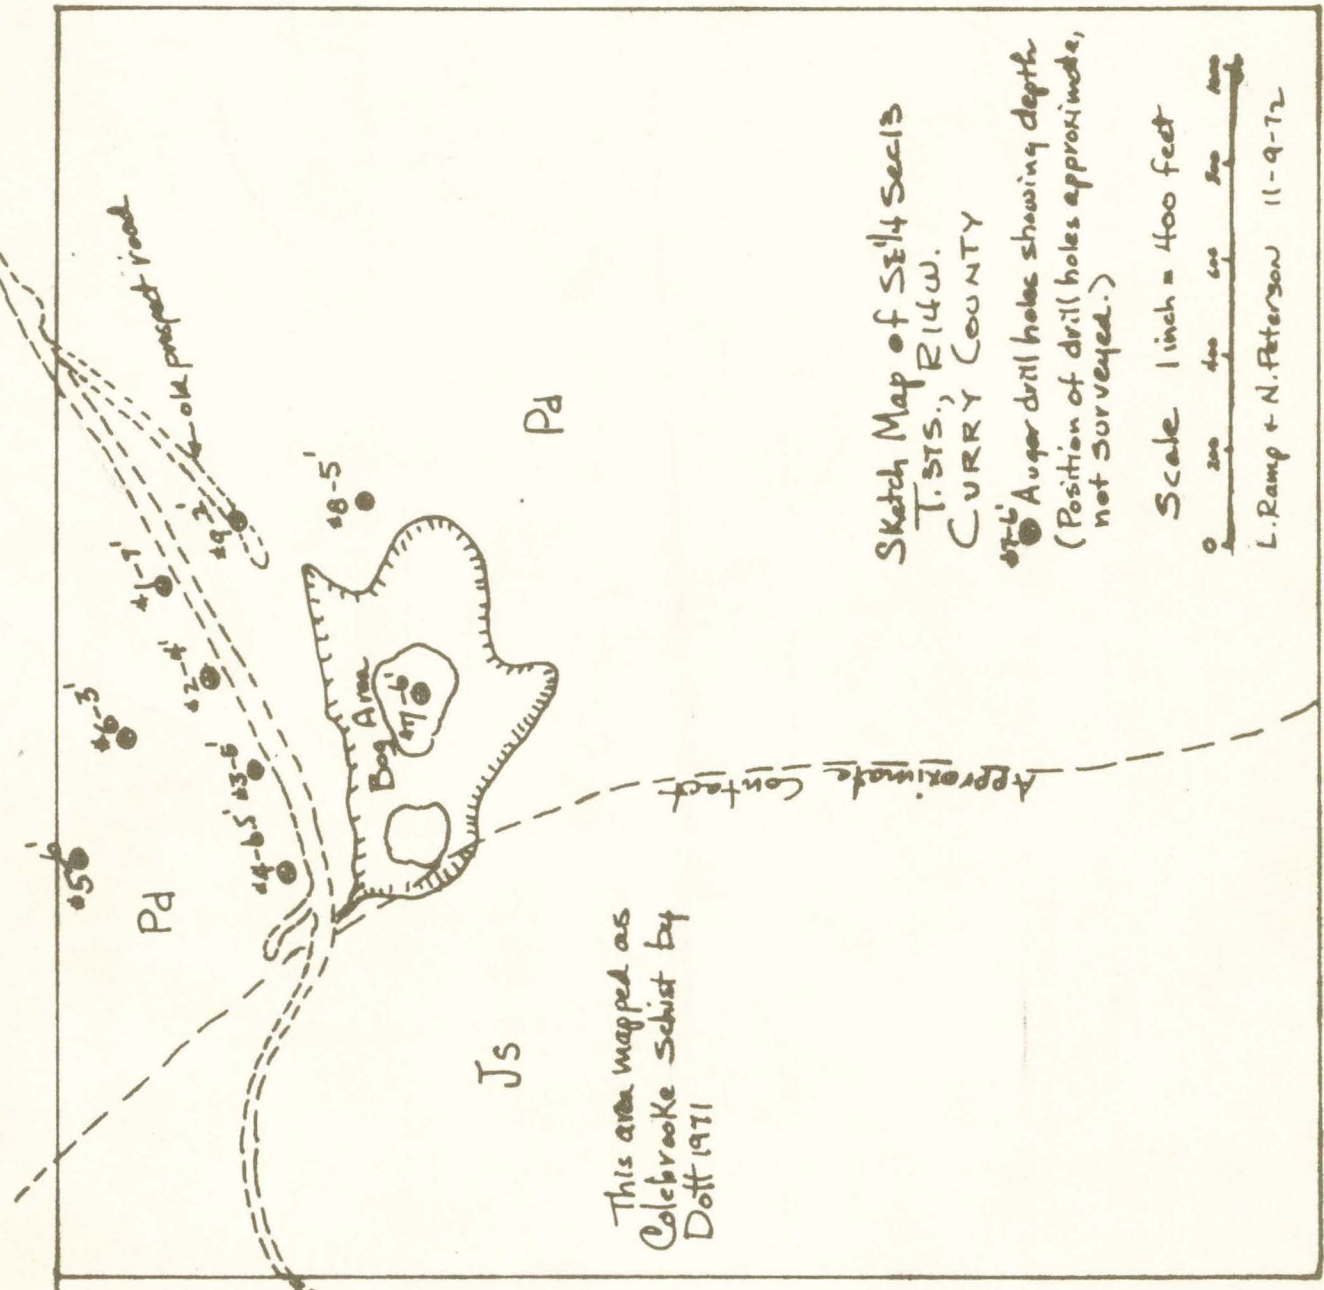 #5-6'
Pd
#6-3'
#4-6.5'
#3-5'
#2-4'
#1-7'
#9-2'
old prospect road
#8-5'
Bog Area
#7-6'
Pd
Js
This area mapped as
Colebrooke Schist by
Dott 1971
Approximate Contact
Sketch Map of SE¼ Sec13
T.37S., R14W.
CURRY COUNTY
#7-6'
Auger drill holes showing depth
(Position of drill holes approximate,
not surveyed.)
Scale 1 inch = 400 feet
0 200 400 600 800 1000
L. Ramp & N. Peterson 11-9-72